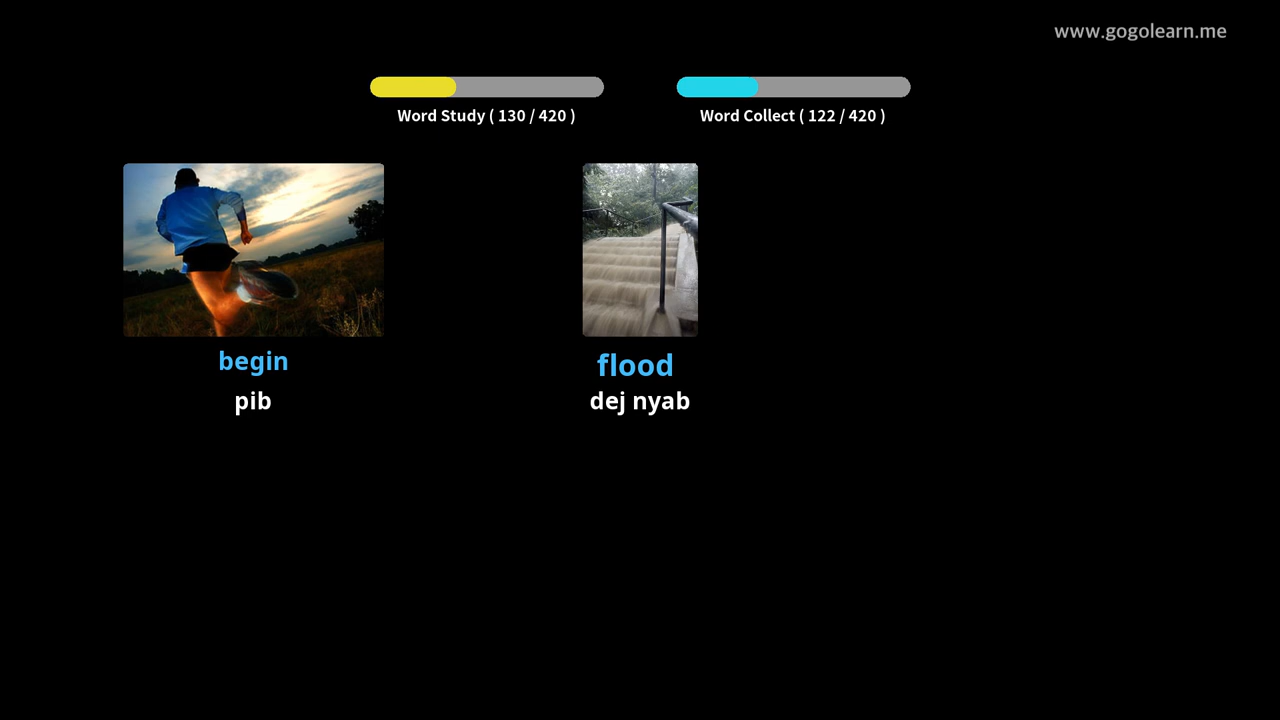 www.gogolearn.me
Word Study ( 130 / 420 )
Word Collect ( 122 / 420 )
begin
pib
flood
dej nyab